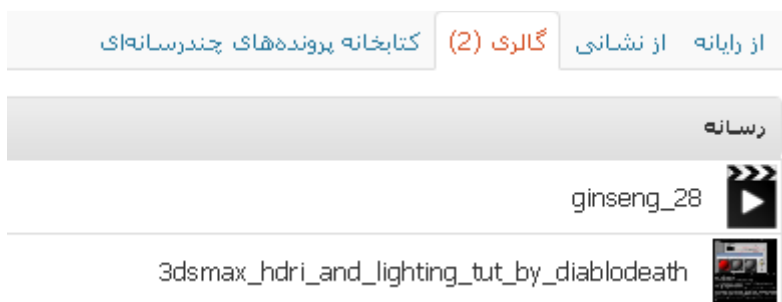 از رایانه از نشانی گالری (2) کتابخانه پرونده‌های چندرسانه‌ای
رسانه
ginseng_28
3dsmax_hdri_and_lighting_tut_by_diablodeath